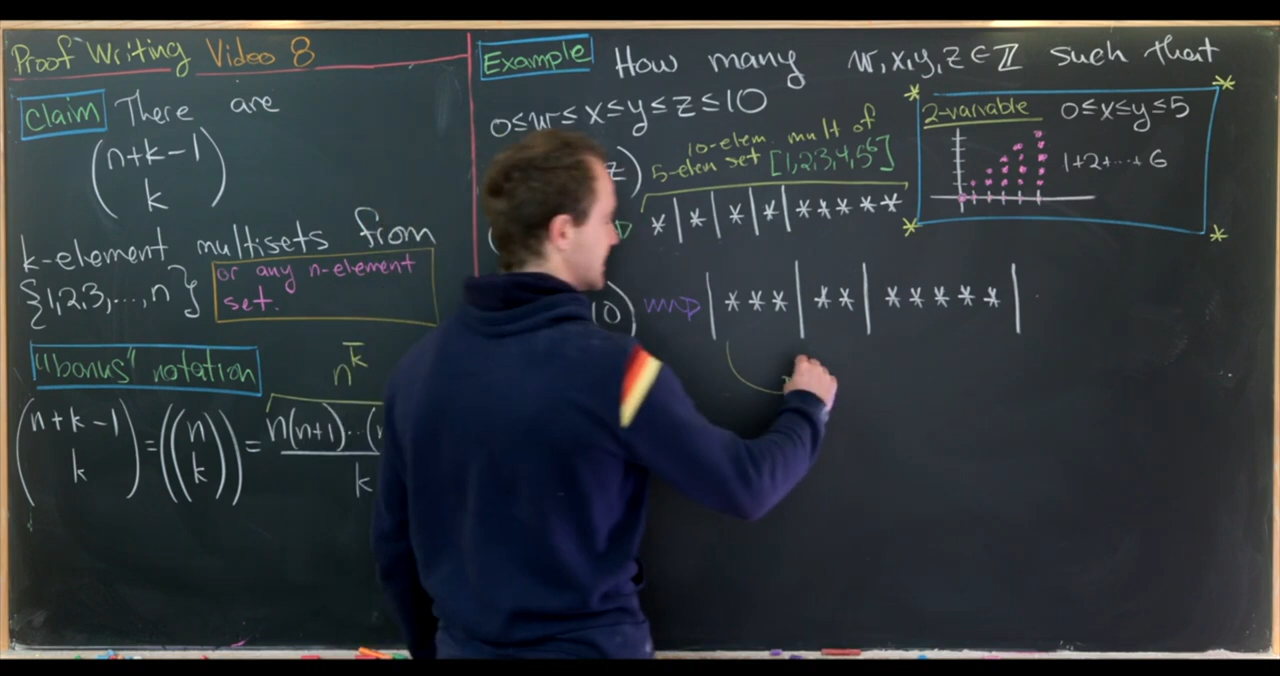 Proof Writing Video 8
Claim There are
(n+k-1
k)
k-element multisets from
{1,2,3,...,n}
or any n-element
set.
"bonus" notation
n^k̅
(n+k-1
k) = ((n
k)) = n(n+1)...(
k
Example How many w,x,y,z ∈ ℤ such that
0≤w≤x≤y≤z≤10
10-elem. mult of
5-elem set [1,2,3,4,5]
6
z)
*|*|*|*|******
10) |***|**|*****|
2-variable 0≤x≤y≤5
1+2+...+6